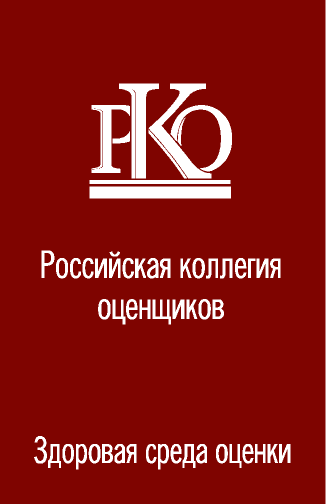 РКО
Российская коллегия
оценщиков
Здоровая среда оценки